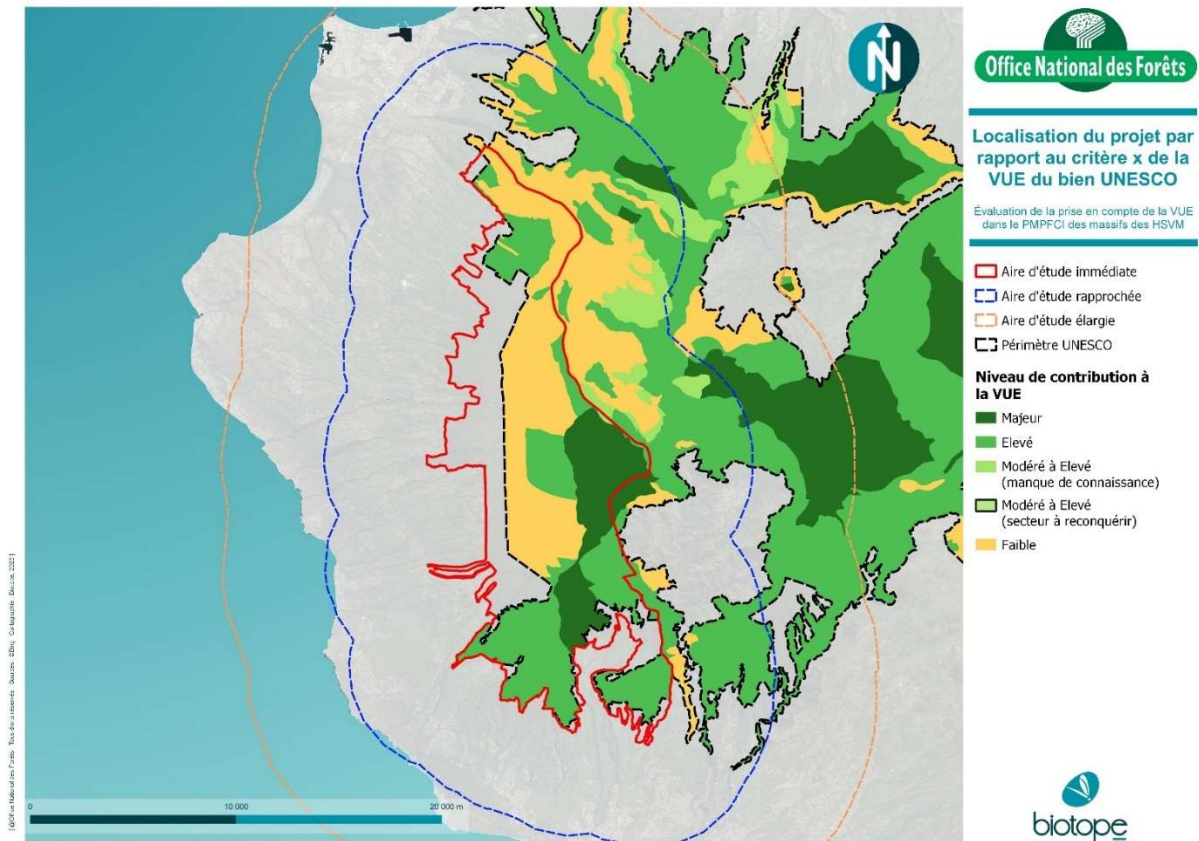 Office National des Forêts
Localisation du projet par
rapport au critère x de la
VUE du bien UNESCO
Évaluation de la prise en compte de la VUE
dans le PMPFCI des massifs des HSVM
Aire d'étude immédiate
Aire d'étude rapprochée
Aire d'étude élargie
Périmètre UNESCO
Niveau de contribution à
la VUE
Majeur
Elevé
Modéré à Elevé
(manque de connaissance)
Modéré à Elevé
(secteur à reconquérir)
Faible
N
0 10 000 20 000 m
biotope